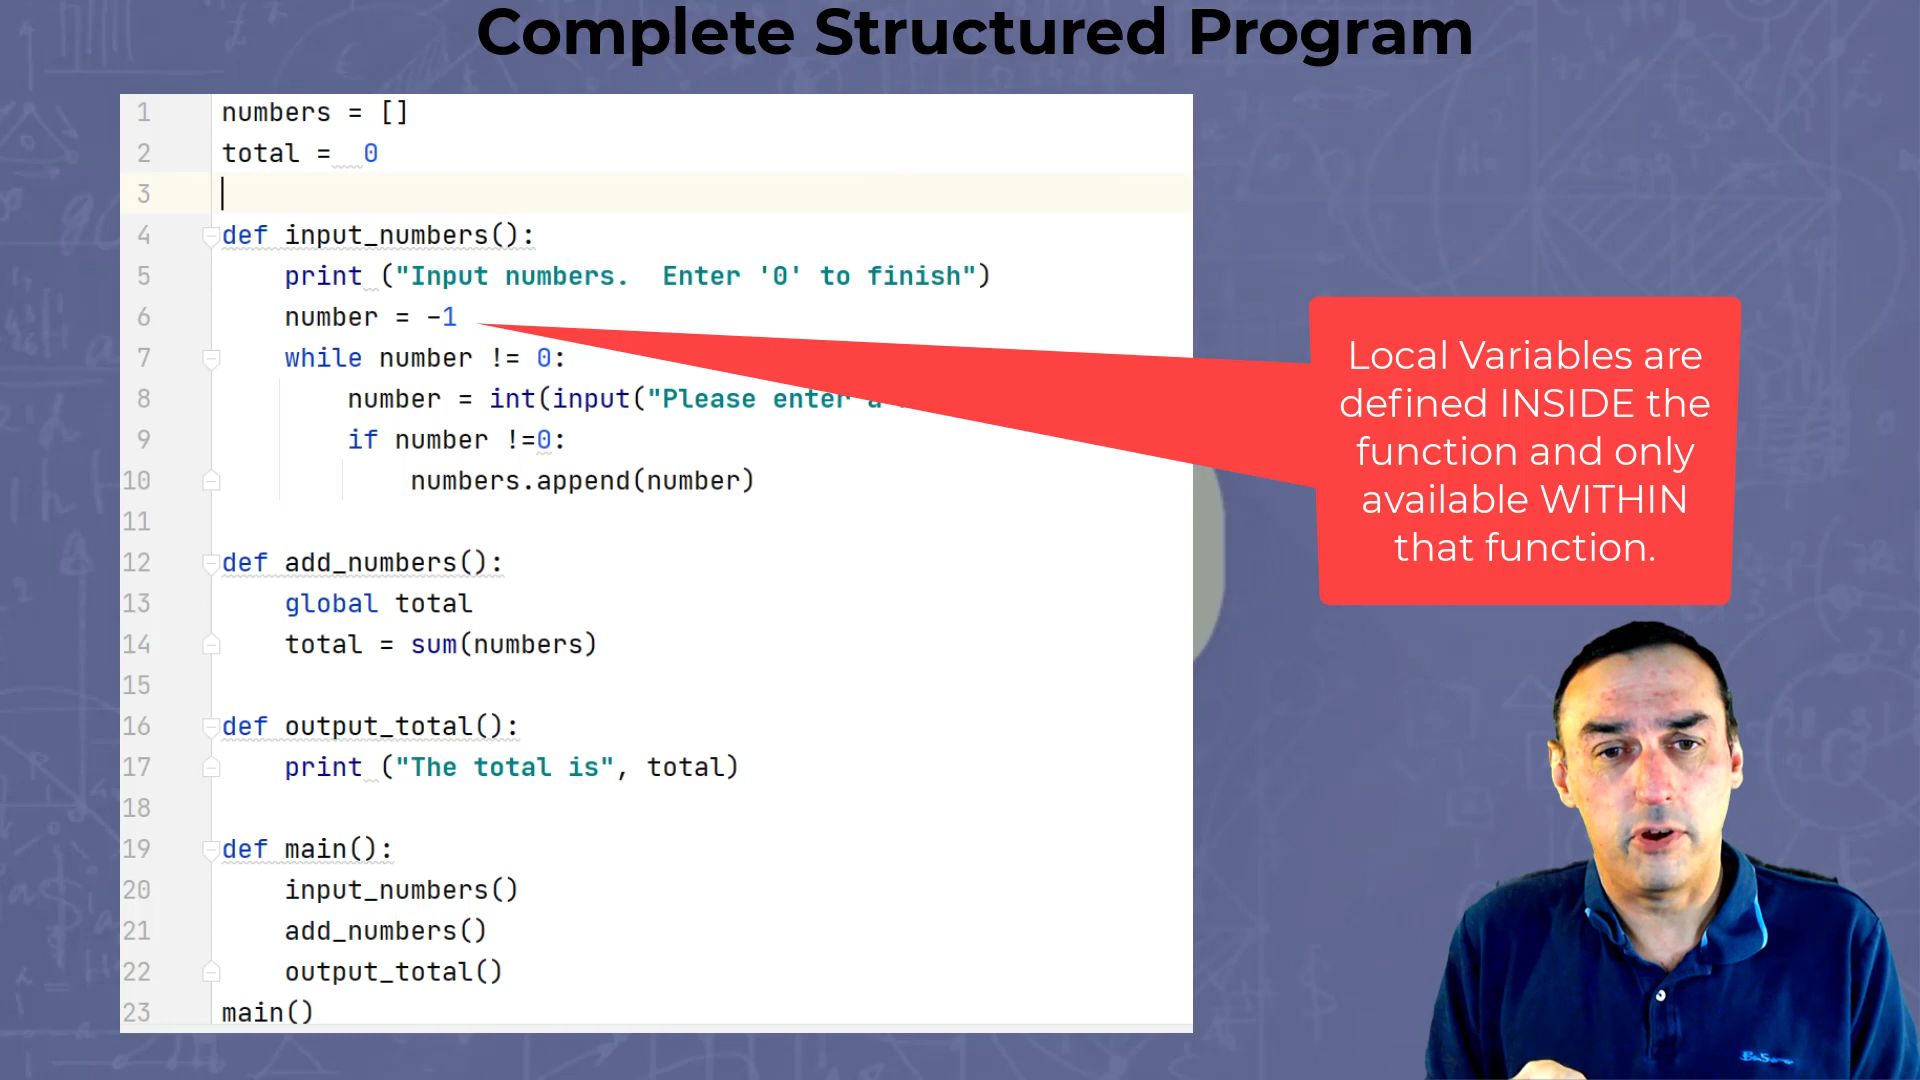 Complete Structured Program
1 numbers = []
2 total =  0
3
4 def input_numbers():
5     print ("Input numbers.  Enter '0' to finish")
6     number = -1
7     while number != 0:
8         number = int(input("Please enter a
9         if number !=0:
10             numbers.append(number)
11
12 def add_numbers():
13     global total
14     total = sum(numbers)
15
16 def output_total():
17     print ("The total is", total)
18
19 def main():
20     input_numbers()
21     add_numbers()
22     output_total()
23 main()
Local Variables are
defined INSIDE the
function and only
available WITHIN
that function.